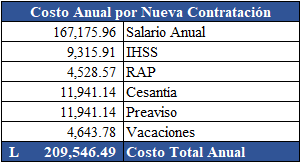 Costo Anual por Nueva Contratación
167,175.96 Salario Anual
9,315.91 IHSS
4,528.57 RAP
11,941.14 Cesantia
11,941.14 Preaviso
4,643.78 Vacaciones
L 209,546.49 Costo Total Anual